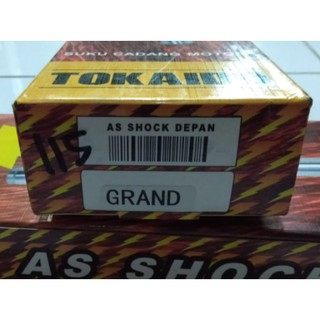 SUKU CADANG MOTOR
TOKAIDO
115
AS SHOCK DEPAN
GRAND
AS SHOCK